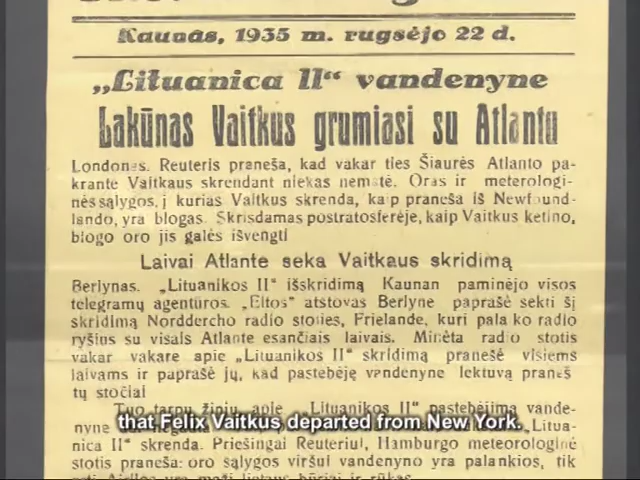 Kaunas, 1935 m. rugsėjo 22 d.
„Lituanica II“ vandenyne
Lakūnas Vaitkus grumiasi su Atlantu
Londonas. Reuteris praneša, kad vakar ties Šiaurės Atlanto pa-
krante Vaitkaus skrendant niekas nematė. Oras ir meterologi-
nės sąlygos, į kurias Vaitkus skrenda, kaip praneša iš Newfound-
lando, yra blogas. Skrisdamas postratosferėje, kaip Vaitkus ketino,
blogo oro jis galės išvengti
Laivai Atlante seka Vaitkaus skridimą
Berlynas. „Lituanikos II“ išskridimą Kaunan paminėjo visos
telegramų agentūros. „Eltos“ atstovas Berlyne paprašė sekti šį
skridimą Norddercho radio stoties, Frielande, kuri palaiko radio
ryšius su visais Atlante esančiais laivais. Minėta radio stotis
vakar vakare apie „Lituanikos II“ skridimą pranešė visiems
laivams ir paprašė jų, kad pastebėję vandenyne lėktuvą praneš
tų stočiai
Tuo tarpu žinių apie „Lituanikos II“ pastebėjimą vande-
that Felix Vaitkus departed from New York.
nyne „Litua-
nica II“ skrenda. Priešingai Reuteriui, Hamburgo meteorologinė
stotis praneša: oro sąlygos viršui vandenyno yra palankios, tik